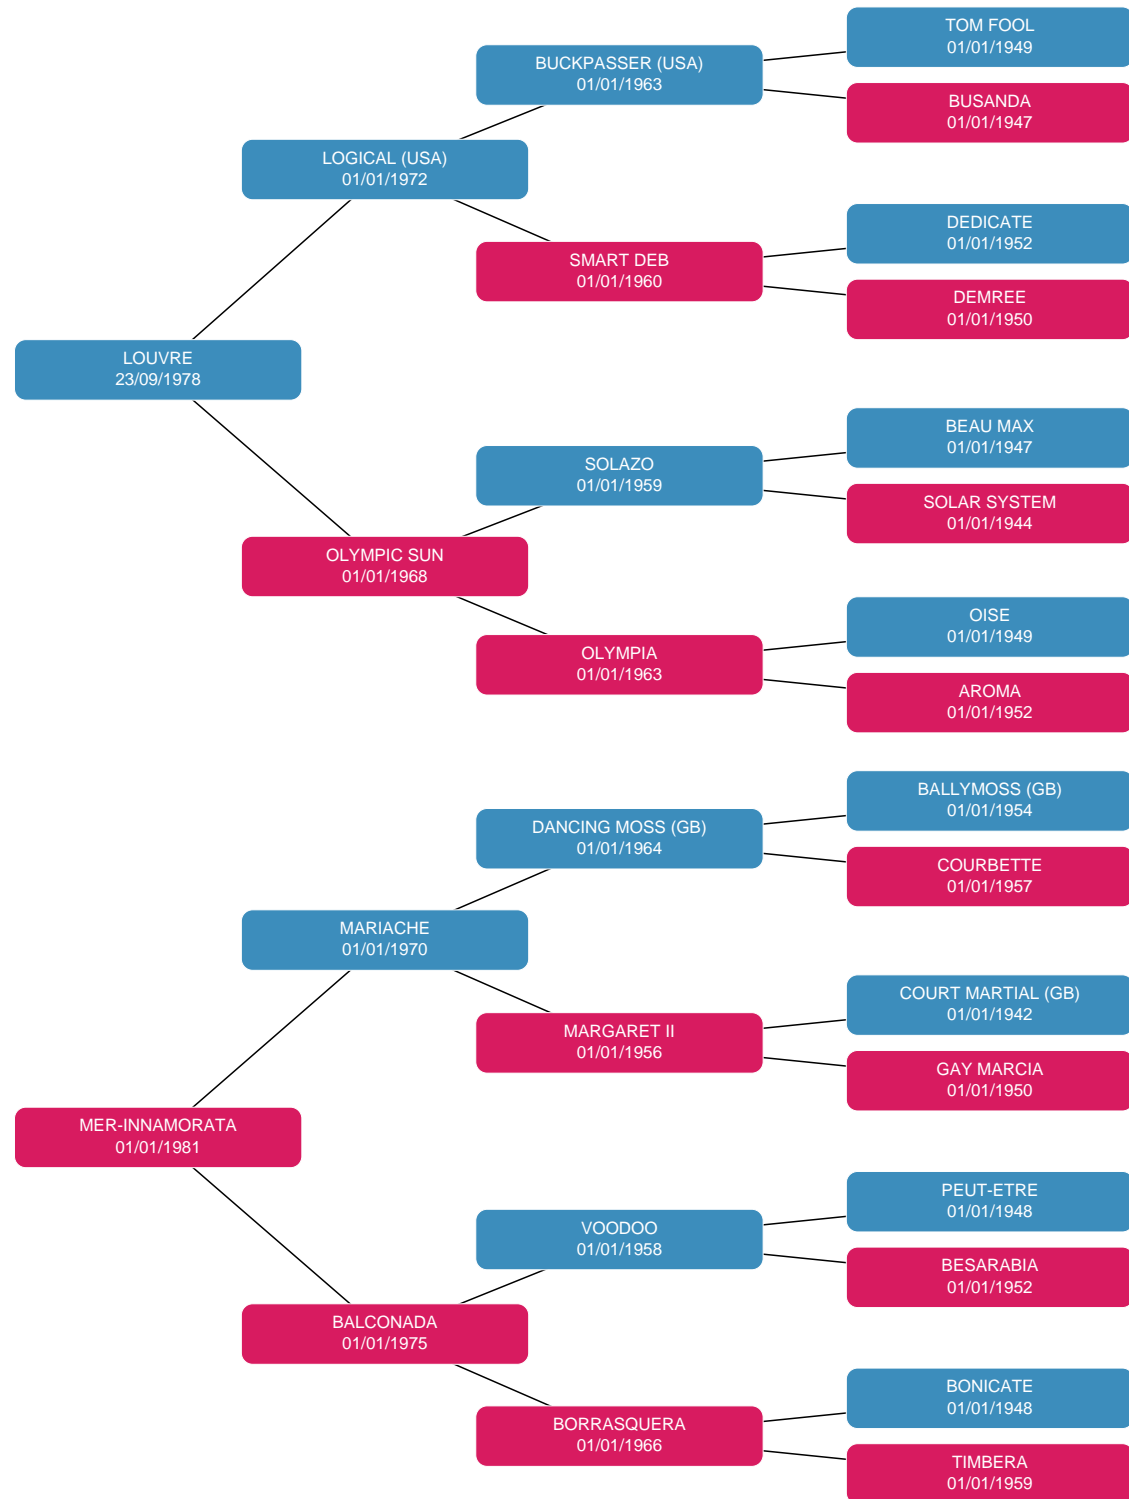 TOM FOOL
01/01/1949
BUCKPASSER (USA)
01/01/1963
BUSANDA
01/01/1947
LOGICAL (USA)
01/01/1972
DEDICATE
01/01/1952
SMART DEB
01/01/1960
DEMREE
01/01/1950
LOUVRE
23/09/1978
BEAU MAX
01/01/1947
SOLAZO
01/01/1959
SOLAR SYSTEM
01/01/1944
OLYMPIC SUN
01/01/1968
OISE
01/01/1949
OLYMPIA
01/01/1963
AROMA
01/01/1952
BALLYMOSS (GB)
01/01/1954
DANCING MOSS (GB)
01/01/1964
COURBETTE
01/01/1957
MARIACHE
01/01/1970
COURT MARTIAL (GB)
01/01/1942
MARGARET II
01/01/1956
GAY MARCIA
01/01/1950
MER-INNAMORATA
01/01/1981
PEUT-ETRE
01/01/1948
VOODOO
01/01/1958
BESARABIA
01/01/1952
BALCONADA
01/01/1975
BONICATE
01/01/1948
BORRASQUERA
01/01/1966
TIMBERA
01/01/1959